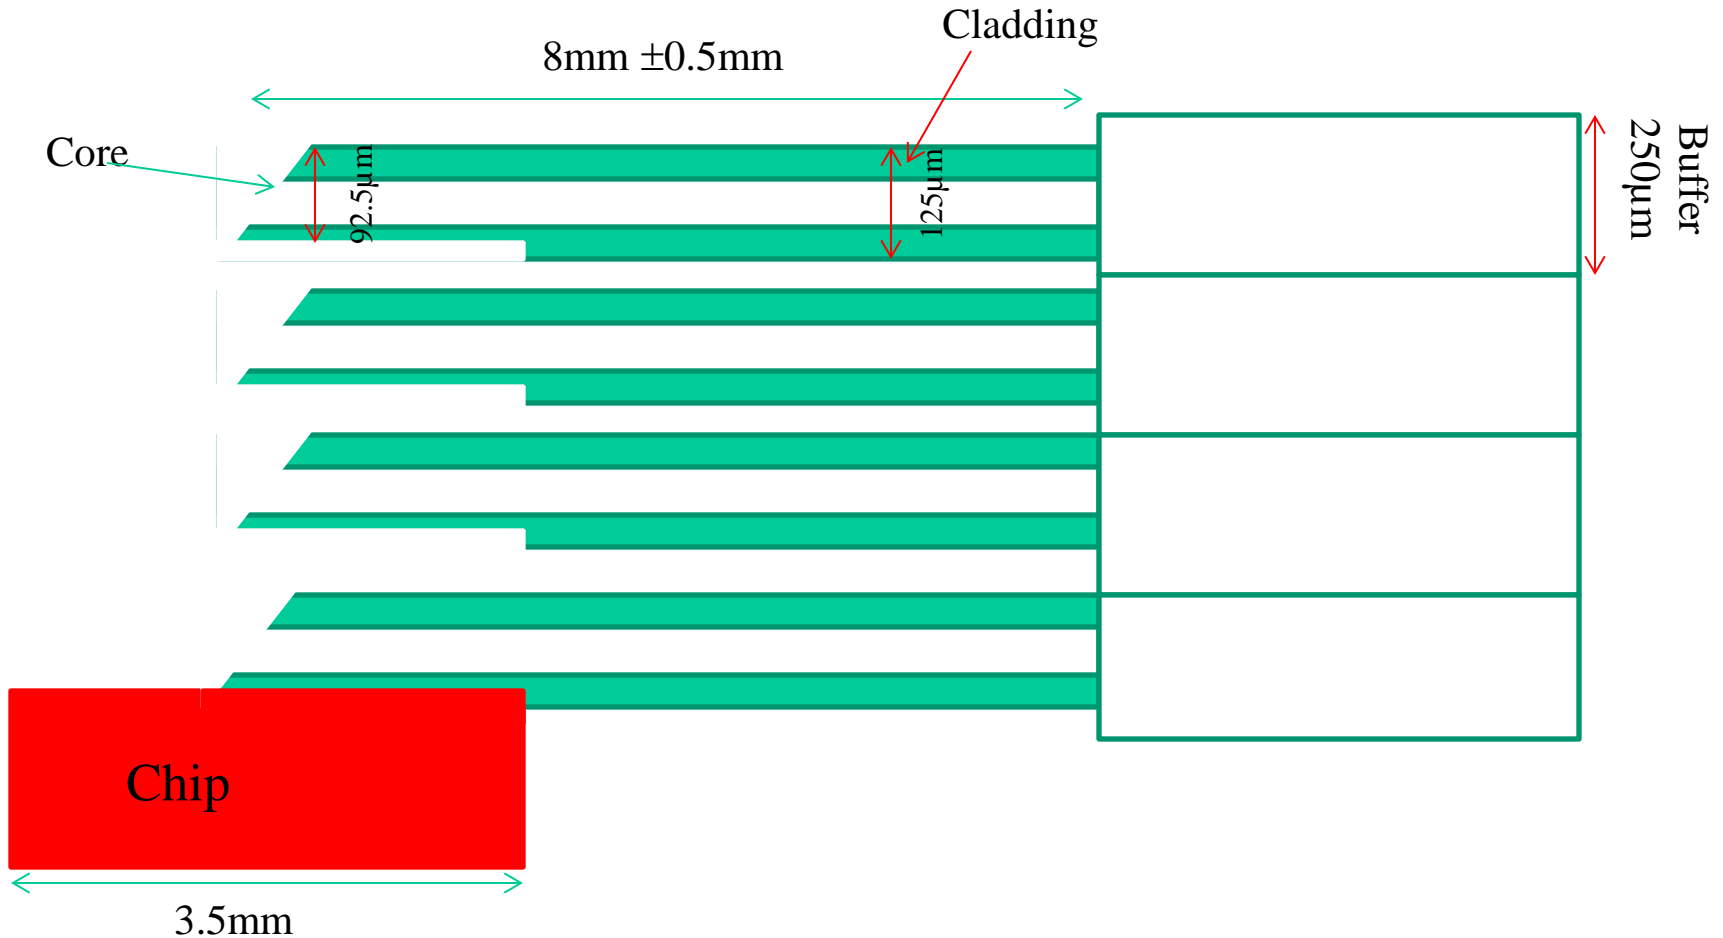 Cladding
8mm ±0.5mm
Core
92.5μm
125μm
Buffer
250μm
Chip
3.5mm